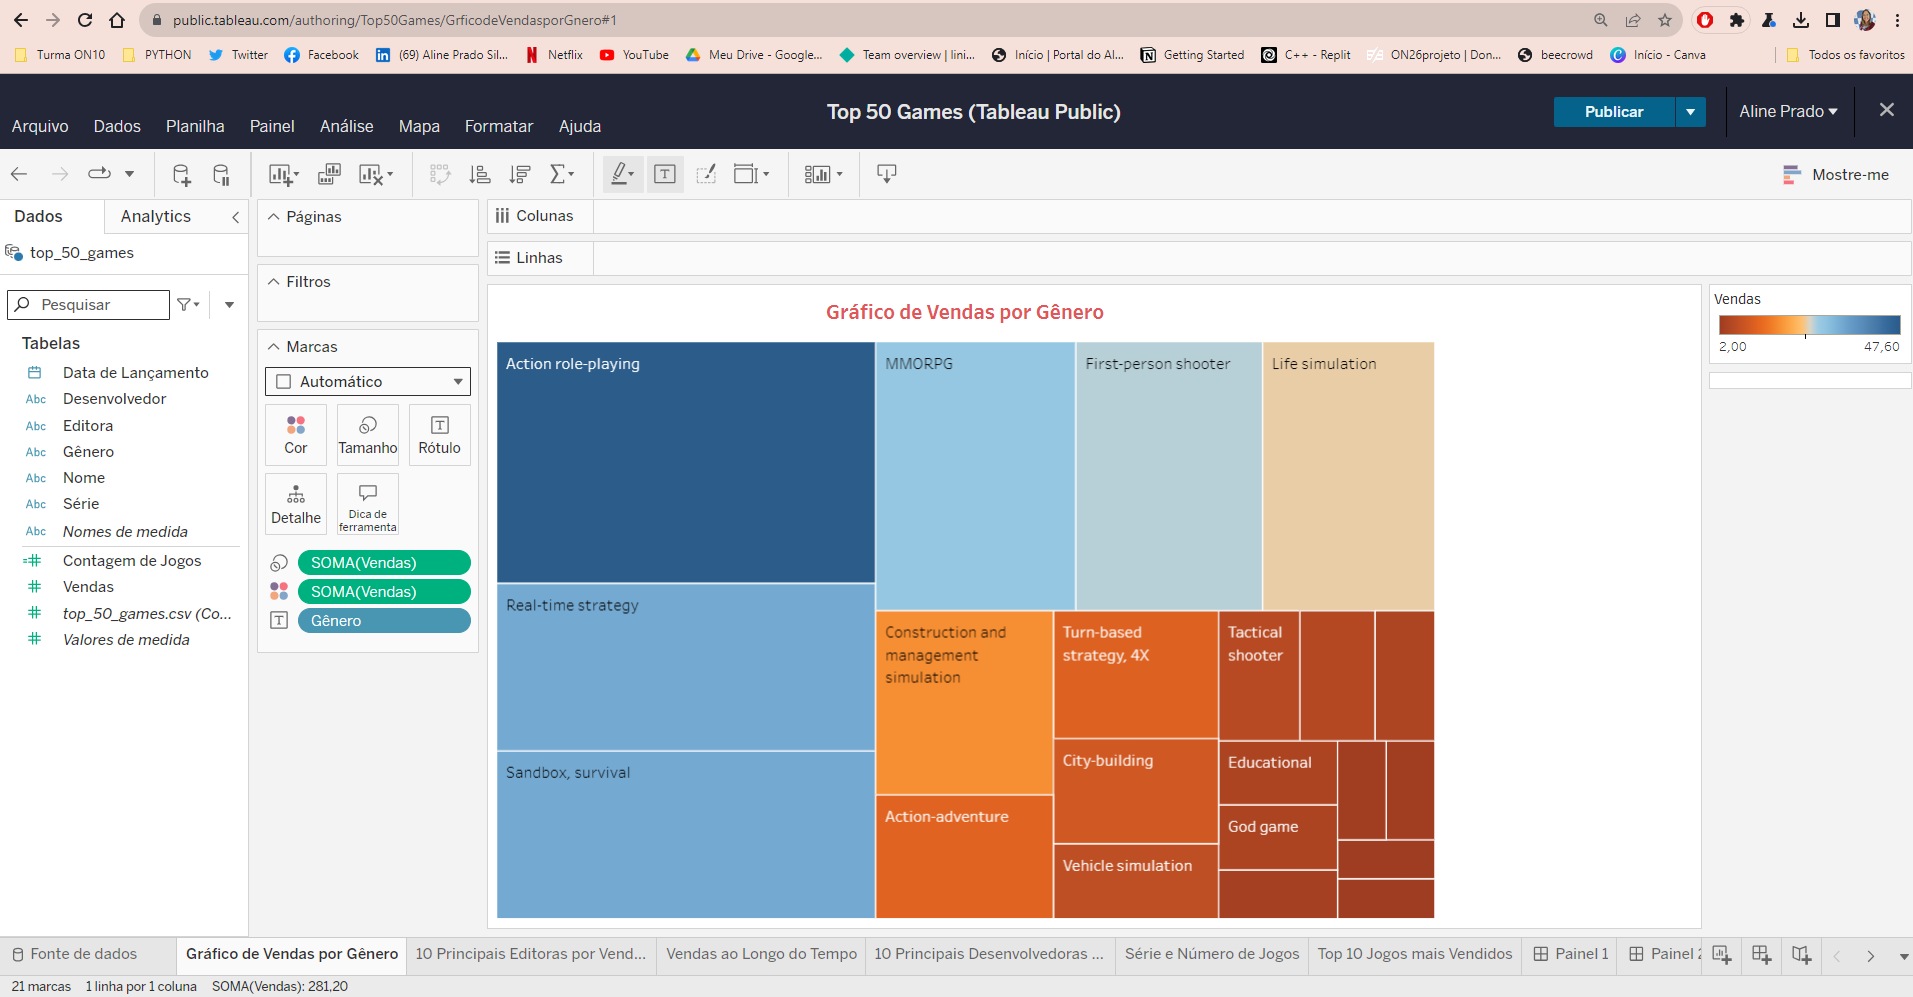 public.tableau.com/authoring/Top50Games/GrficodeVendasporGnero#1
Turma ON10
PYTHON
Twitter
Facebook
(69) Aline Prado Sil...
Netflix
YouTube
Meu Drive - Google...
Team overview | lini...
Início | Portal do Al...
Getting Started
C++ - Replit
ON26projeto | Don...
beecrowd
Início - Canva
Todos os favoritos
Top 50 Games (Tableau Public)
Publicar
Aline Prado
Arquivo
Dados
Planilha
Painel
Análise
Mapa
Formatar
Ajuda
Mostre-me
Dados
Analytics
top_50_games
Pesquisar
Tabelas
Data de Lançamento
Abc Desenvolvedor
Abc Editora
Abc Gênero
Abc Nome
Abc Série
Abc Nomes de medida
Contagem de Jogos
Vendas
top_50_games.csv (Co...
Valores de medida
Páginas
Filtros
Marcas
Automático
Cor
Tamanho
Rótulo
Detalhe
Dica de
ferramenta
SOMA(Vendas)
SOMA(Vendas)
Gênero
Colunas
Linhas
Gráfico de Vendas por Gênero
Action role-playing
MMORPG
First-person shooter
Life simulation
Real-time strategy
Sandbox, survival
Construction and
management
simulation
Turn-based
strategy, 4X
Tactical
shooter
City-building
Educational
Action-adventure
God game
Vehicle simulation
Vendas
2,00
47,60
Fonte de dados
Gráfico de Vendas por Gênero
10 Principais Editoras por Vend...
Vendas ao Longo do Tempo
10 Principais Desenvolvedoras ...
Série e Número de Jogos
Top 10 Jogos mais Vendidos
Painel 1
Painel 2
21 marcas
1 linha por 1 coluna
SOMA(Vendas): 281,20